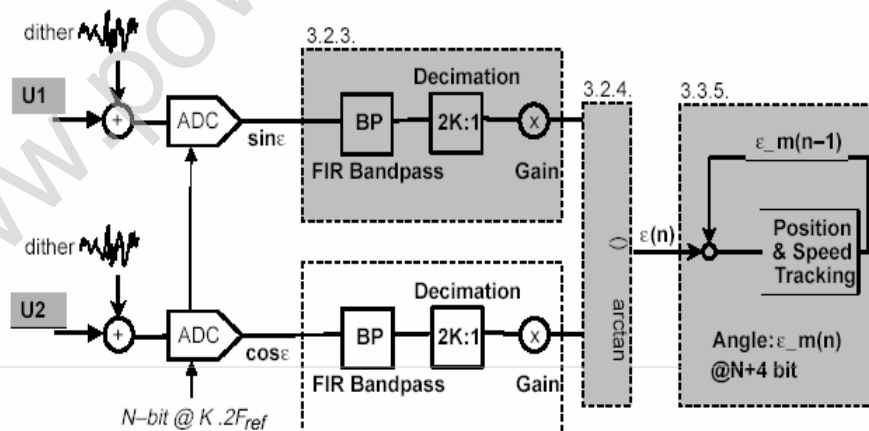 www.pow
dither
3.2.3.
Decimation
U1
+
ADC
BP
2K:1
x
sinε
FIR Bandpass
Gain
3.2.4.
3.3.5.
ε_m(n−1)
ε(n)
Position
& Speed
Tracking
() arctan
dither
Decimation
U2
+
ADC
BP
2K:1
x
cosε
FIR Bandpass
Gain
Angle: ε_m(n)
@N+4 bit
N–bit @ K .2Fref